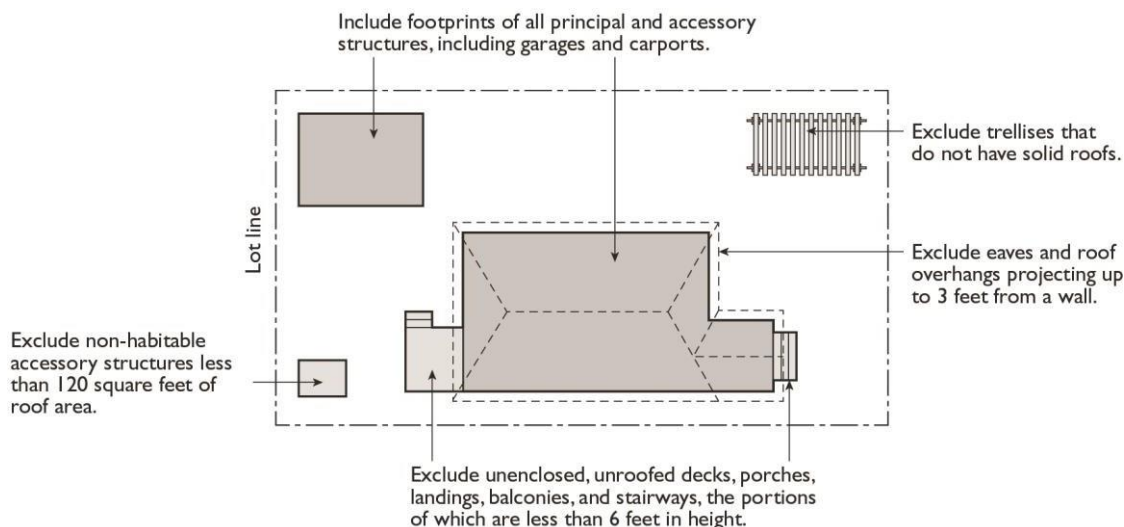 Include footprints of all principal and accessory
structures, including garages and carports.
Exclude trellises that
do not have solid roofs.
Lot line
Exclude eaves and roof
overhangs projecting up
to 3 feet from a wall.
Exclude non-habitable
accessory structures less
than 120 square feet of
roof area.
Exclude unenclosed, unroofed decks, porches,
landings, balconies, and stairways, the portions
of which are less than 6 feet in height.